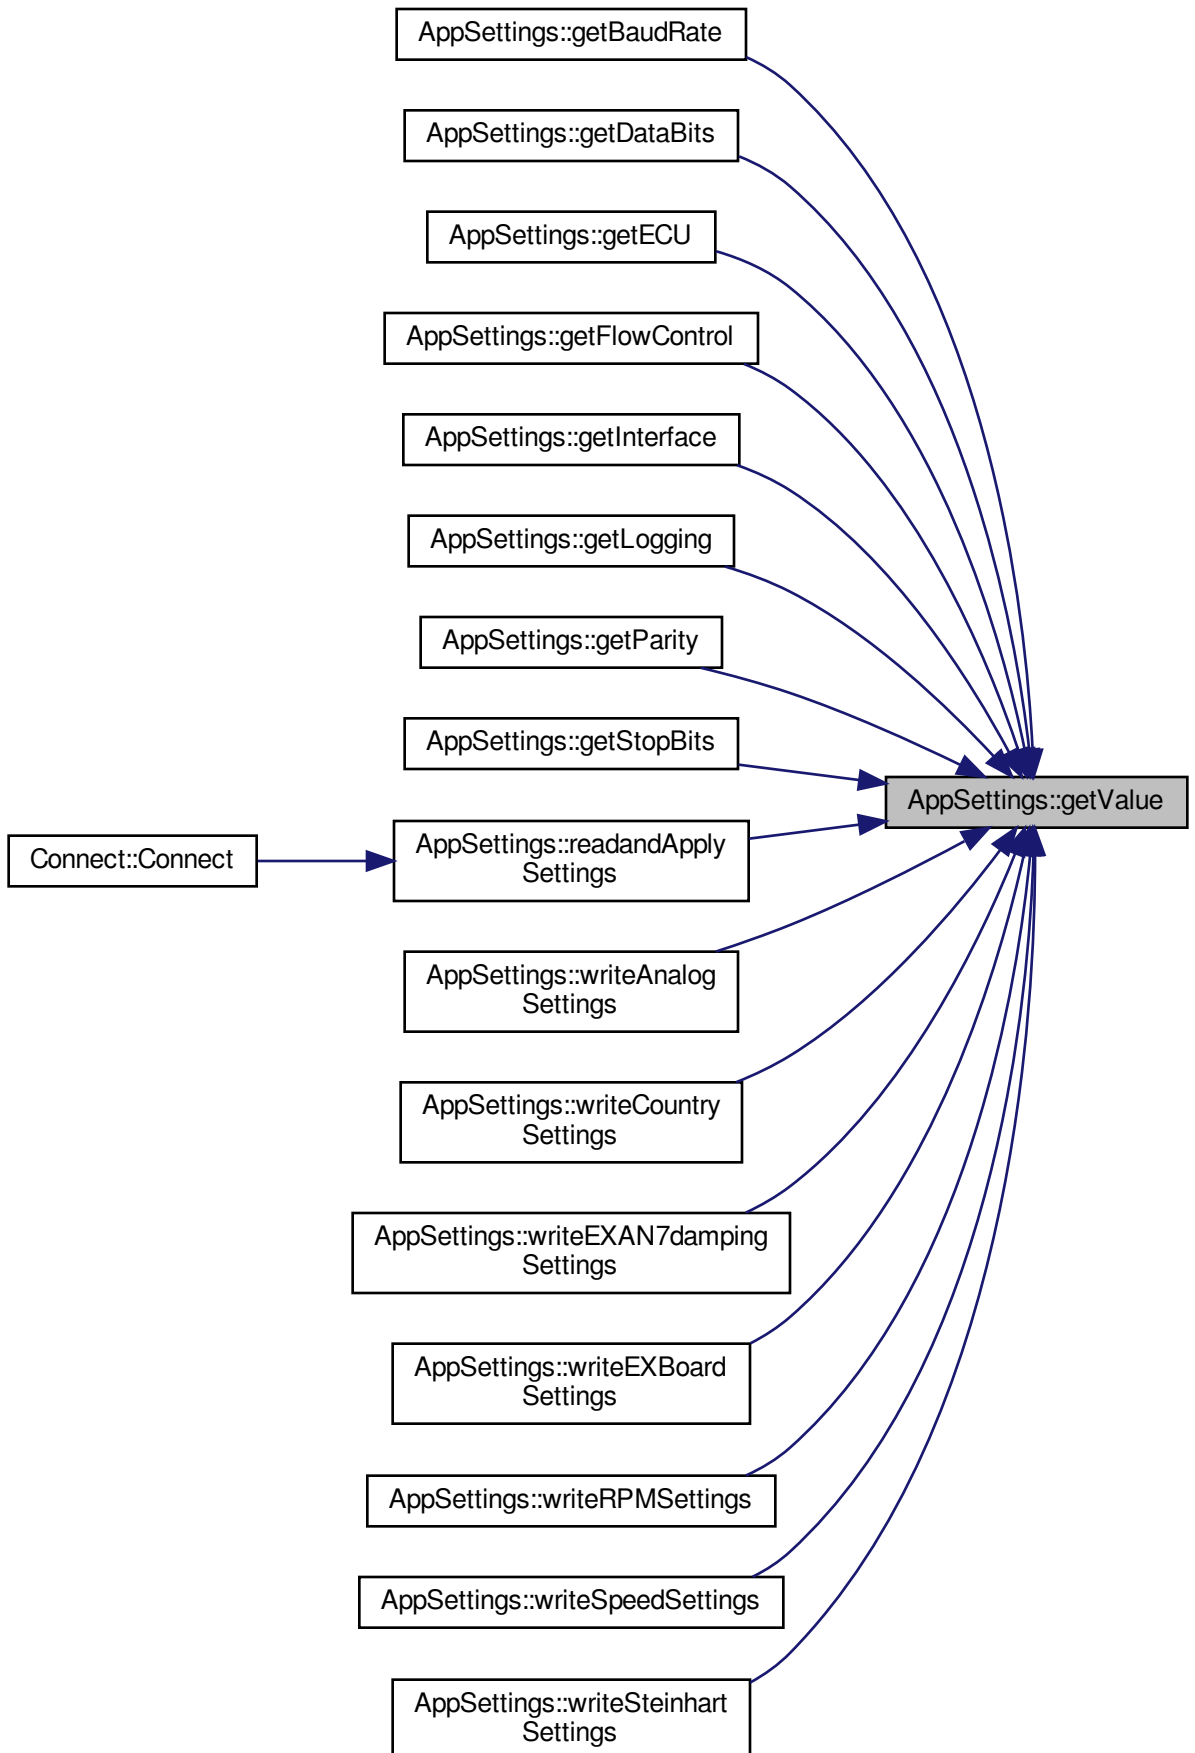 AppSettings::getBaudRate
AppSettings::getDataBits
AppSettings::getECU
AppSettings::getFlowControl
AppSettings::getInterface
AppSettings::getLogging
AppSettings::getParity
AppSettings::getStopBits
AppSettings::getValue
Connect::Connect
AppSettings::readandApply
Settings
AppSettings::writeAnalog
Settings
AppSettings::writeCountry
Settings
AppSettings::writeEXAN7damping
Settings
AppSettings::writeEXBoard
Settings
AppSettings::writeRPMSettings
AppSettings::writeSpeedSettings
AppSettings::writeSteinhart
Settings